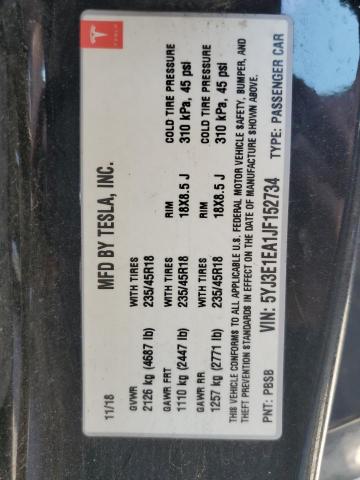 TESLA
MFD BY TESLA, INC.
11/18
GVWR WITH TIRES RIM COLD TIRE PRESSURE
2126 kg (4687 lb) 235/45R18 18X8.5 J 310 kPa, 45 psi
GAWR FRT WITH TIRES RIM COLD TIRE PRESSURE
1110 kg (2447 lb) 235/45R18 18X8.5 J 310 kPa, 45 psi
GAWR RR WITH TIRES
1257 kg (2771 lb) 235/45R18
THIS VEHICLE CONFORMS TO ALL APPLICABLE U.S. FEDERAL MOTOR VEHICLE SAFETY, BUMPER, AND
THEFT PREVENTION STANDARDS IN EFFECT ON THE DATE OF MANUFACTURE SHOWN ABOVE.
PNT: PBSB VIN: 5YJ3E1EA1JF152734 TYPE: PASSENGER CAR